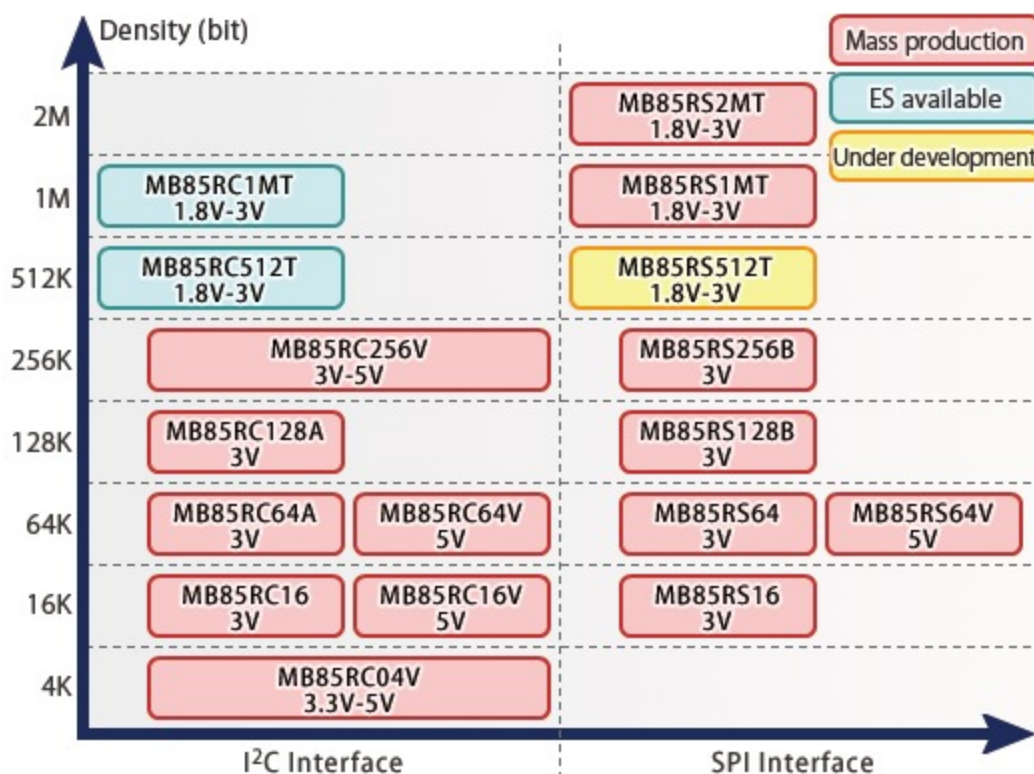 Density (bit)
Mass production
ES available
Under development
2M
MB85RS2MT
1.8V-3V
1M
MB85RC1MT
1.8V-3V
MB85RS1MT
1.8V-3V
512K
MB85RC512T
1.8V-3V
MB85RS512T
1.8V-3V
256K
MB85RC256V
3V-5V
MB85RS256B
3V
128K
MB85RC128A
3V
MB85RS128B
3V
64K
MB85RC64A
3V
MB85RC64V
5V
MB85RS64
3V
MB85RS64V
5V
16K
MB85RC16
3V
MB85RC16V
5V
MB85RS16
3V
4K
MB85RC04V
3.3V-5V
I²C Interface
SPI Interface